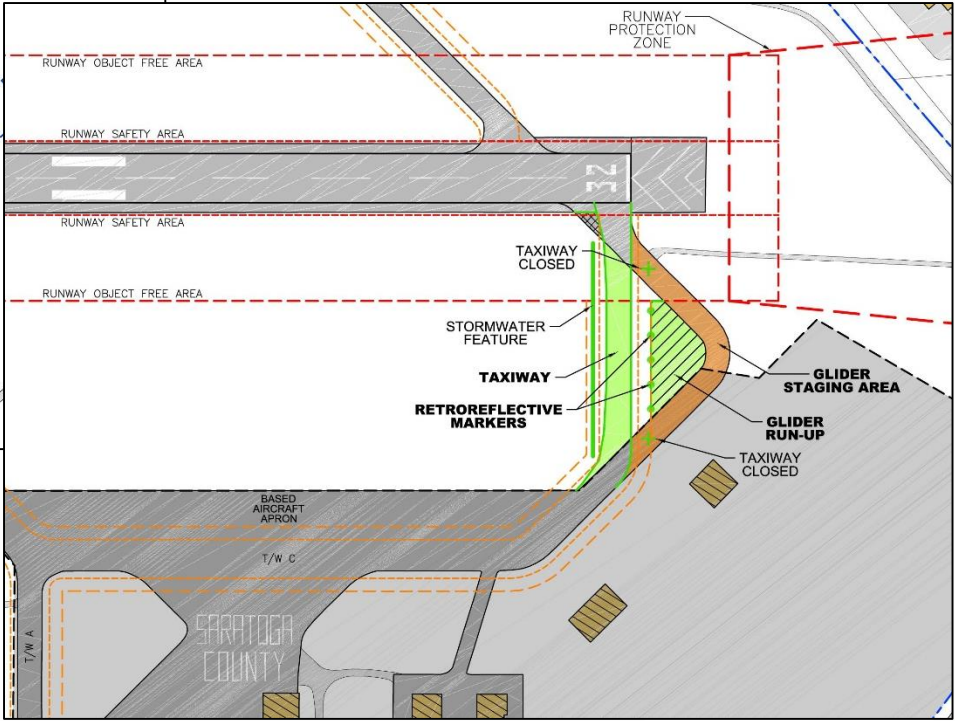 RUNWAY
PROTECTION
ZONE
RUNWAY OBJECT FREE AREA
RUNWAY SAFETY AREA
23
RUNWAY SAFETY AREA
TAXIWAY
CLOSED
RUNWAY OBJECT FREE AREA
STORMWATER
FEATURE
TAXIWAY
GLIDER
STAGING AREA
RETROREFLECTIVE
MARKERS
GLIDER
RUN-UP
TAXIWAY
CLOSED
BASED
AIRCRAFT
APRON
T/W C
T/W A
SARATOGA
COUNTY